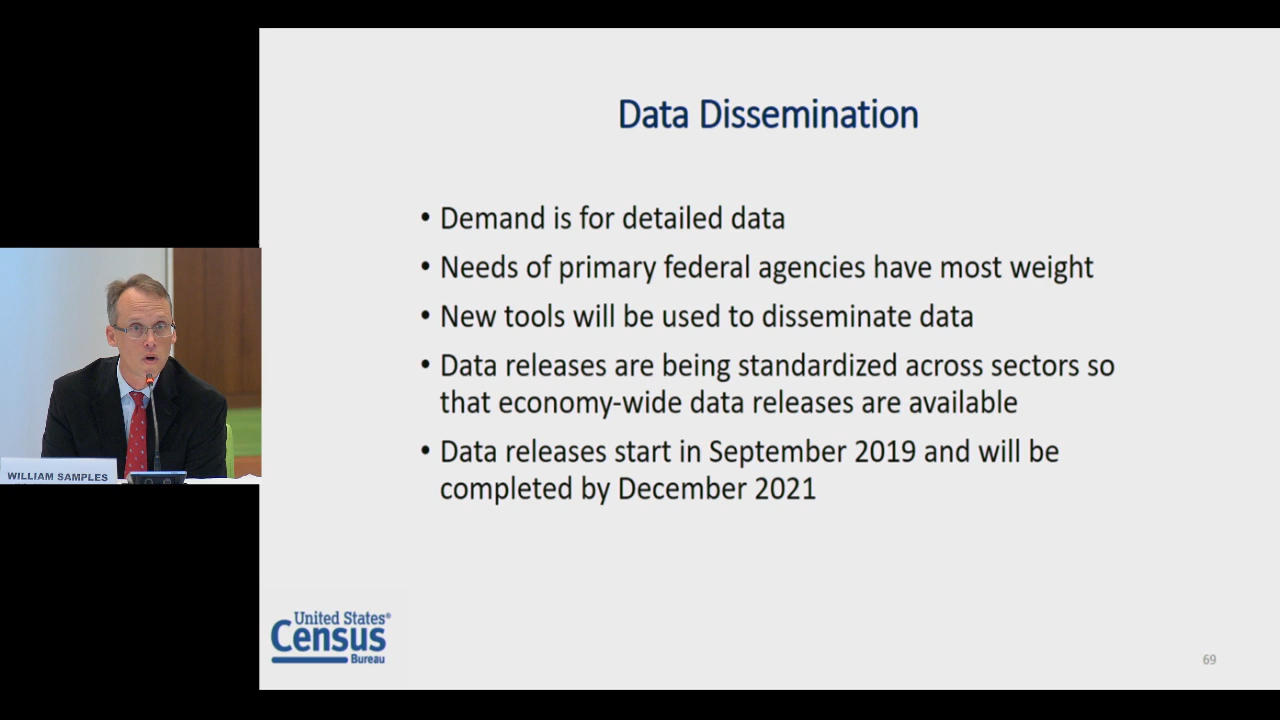 Data Dissemination
• Demand is for detailed data
• Needs of primary federal agencies have most weight
• New tools will be used to disseminate data
• Data releases are being standardized across sectors so
that economy-wide data releases are available
• Data releases start in September 2019 and will be
completed by December 2021
WILLIAM SAMPLES
United States®
Census
Bureau
69